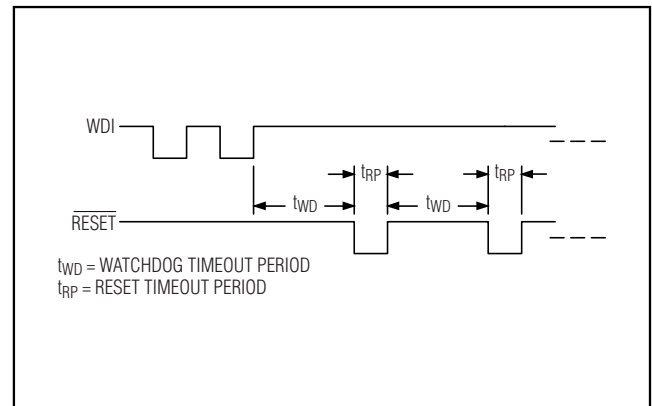 WDI
tRP tRP
tWD tWD
RESET
tWD = WATCHDOG TIMEOUT PERIOD
tRP = RESET TIMEOUT PERIOD